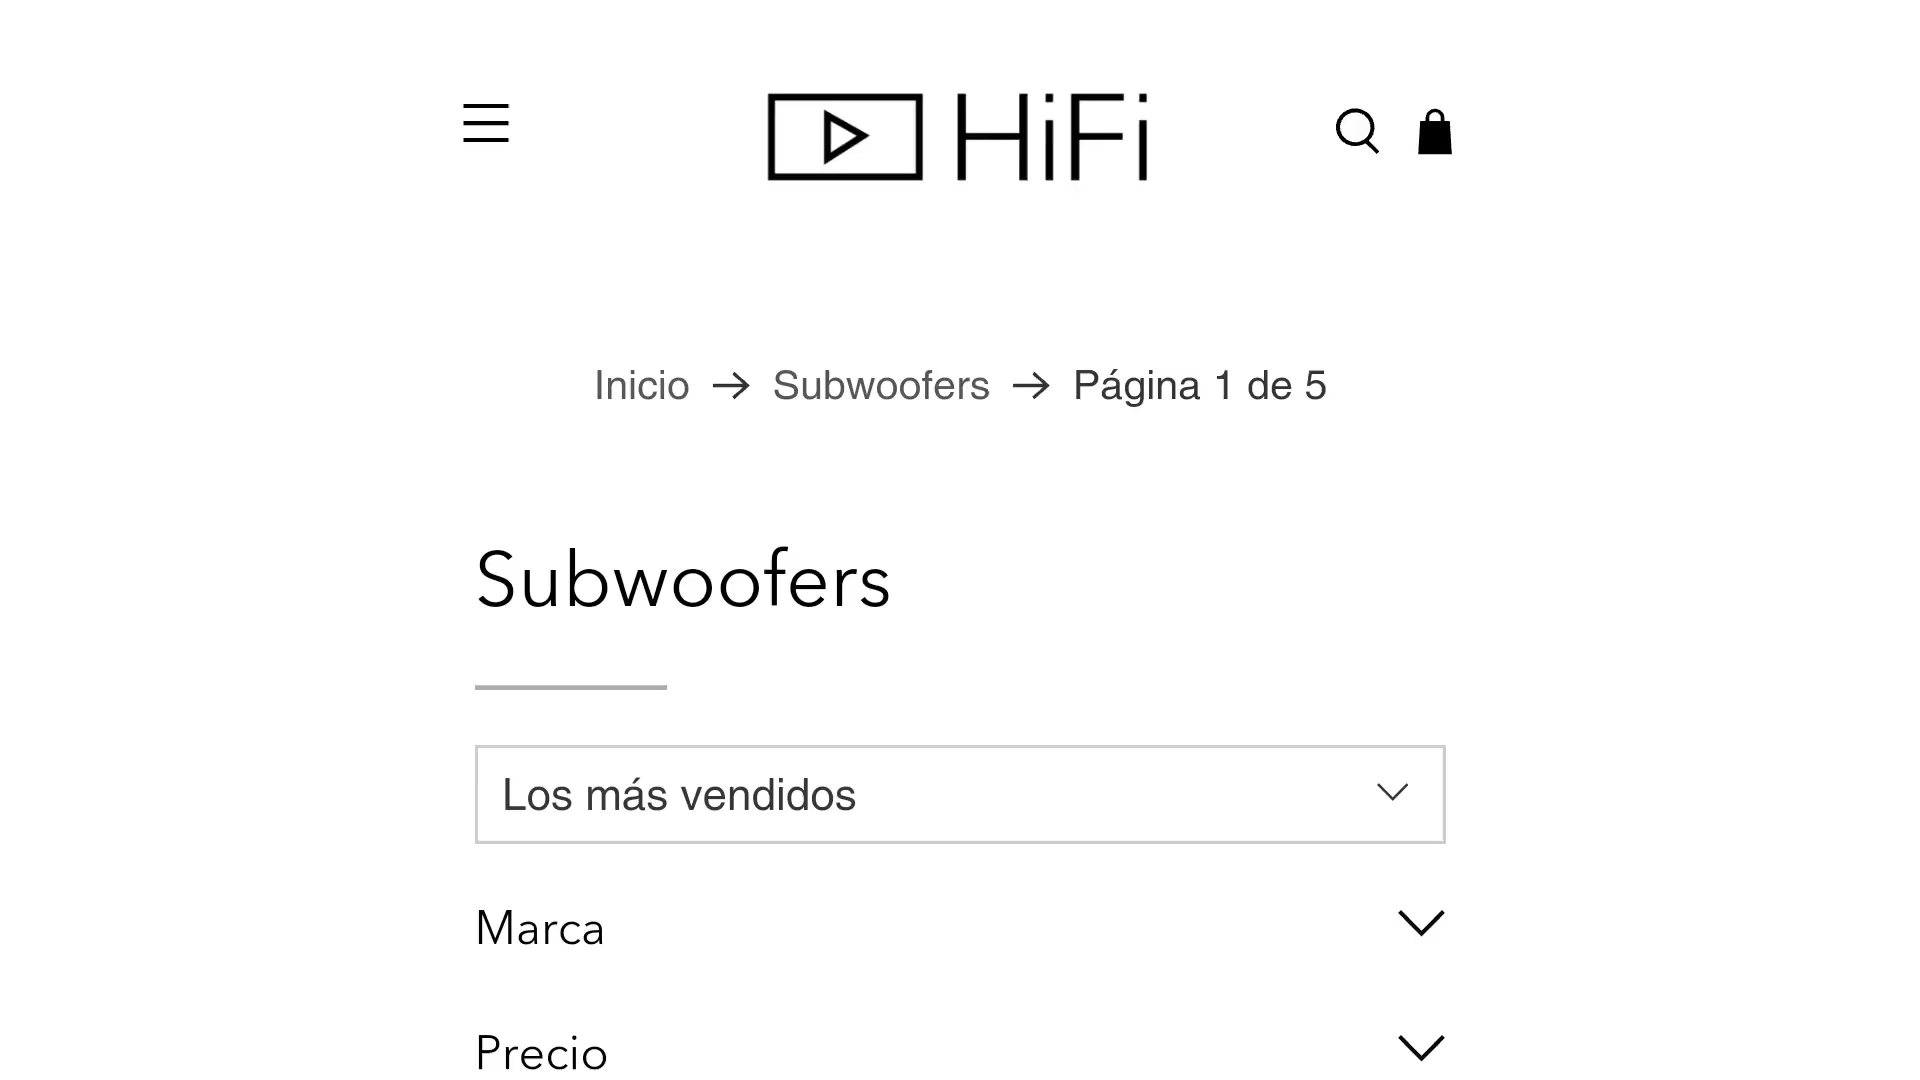 HiFi
Inicio → Subwoofers → Página 1 de 5
Subwoofers
Los más vendidos
Marca
Precio